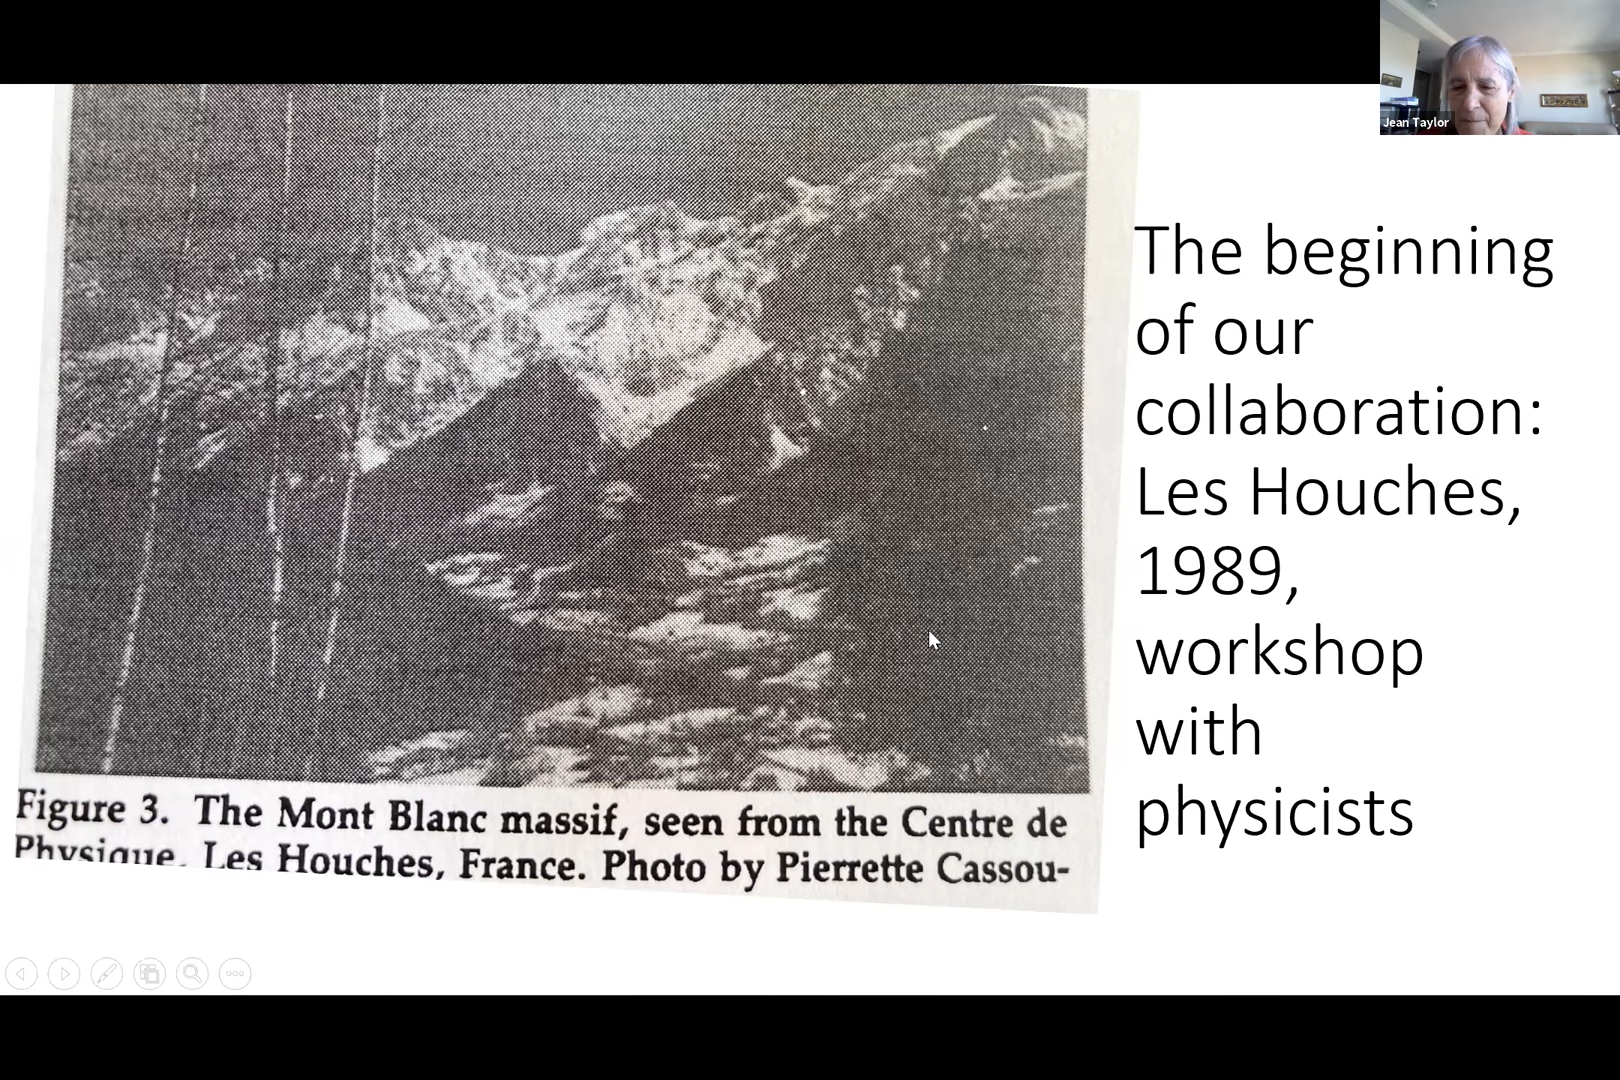 Jean Taylor
The beginning
of our
collaboration:
Les Houches,
1989,
workshop
with
physicists
Figure 3. The Mont Blanc massif, seen from the Centre de
Physique, Les Houches, France. Photo by Pierrette Cassou-